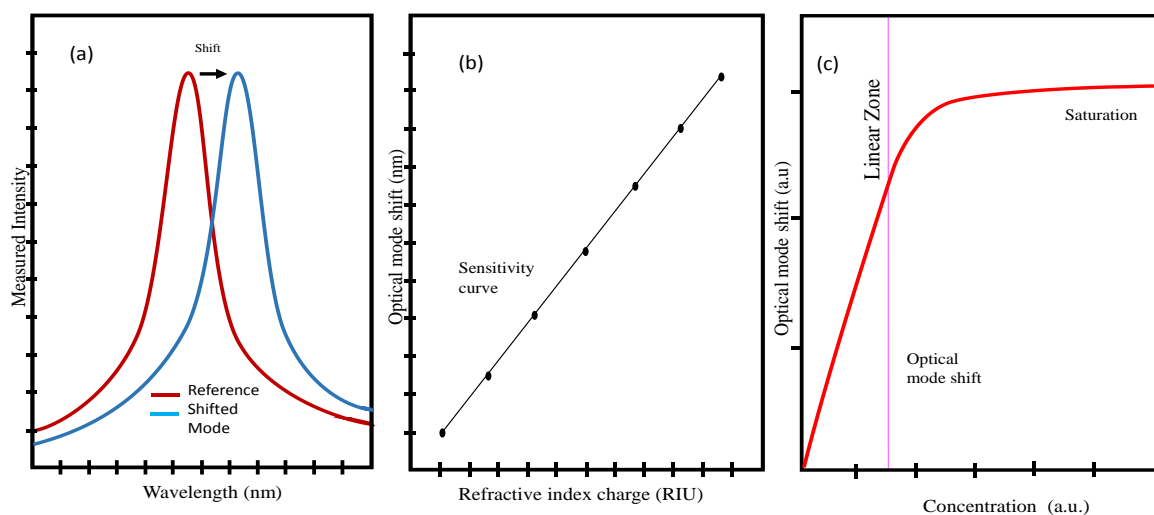 (a)
Shift
Measured Intensity
Reference
Shifted
Mode
Wavelength (nm)
(b)
Optical mode shift (nm)
Sensitivity
curve
Refractive index charge (RIU)
(c)
Linear Zone
Saturation
Optical mode shift (a.u)
Optical
mode shift
Concentration (a.u.)